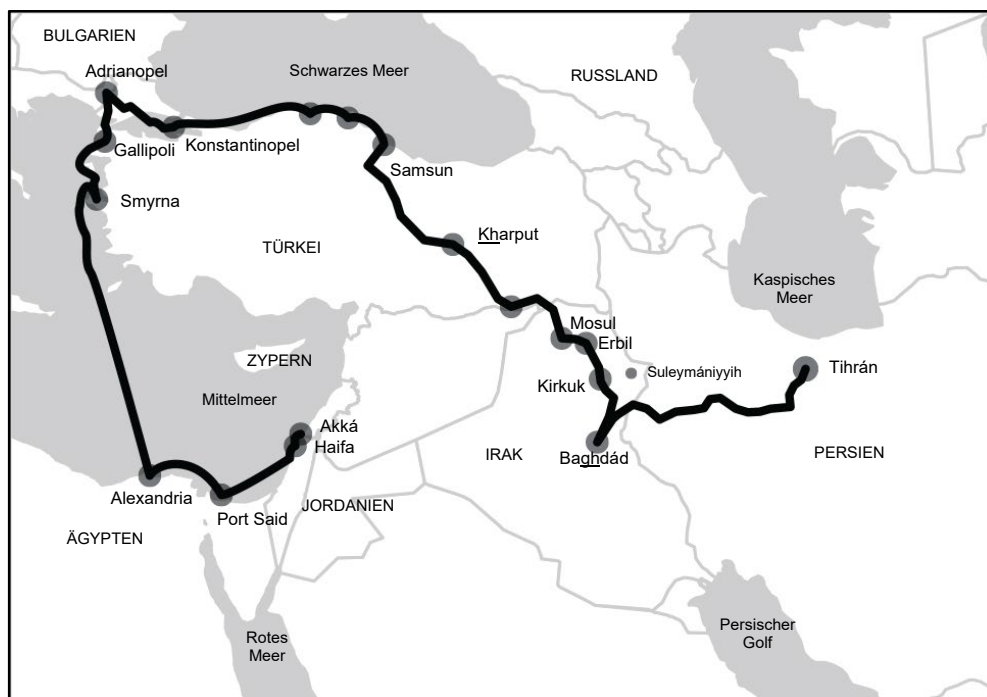 BULGARIEN
Adrianopel
Schwarzes Meer
RUSSLAND
Gallipoli
Konstantinopel
Samsun
Smyrna
Kharput
TÜRKEI
Kaspisches
Meer
Mosul
Erbil
ZYPERN
Kirkuk
Suleymániyyih
Tihrán
Mittelmeer
Akká
Haifa
IRAK
Baghdád
PERSIEN
Alexandria
Port Said
JORDANIEN
ÄGYPTEN
Rotes
Meer
Persischer
Golf